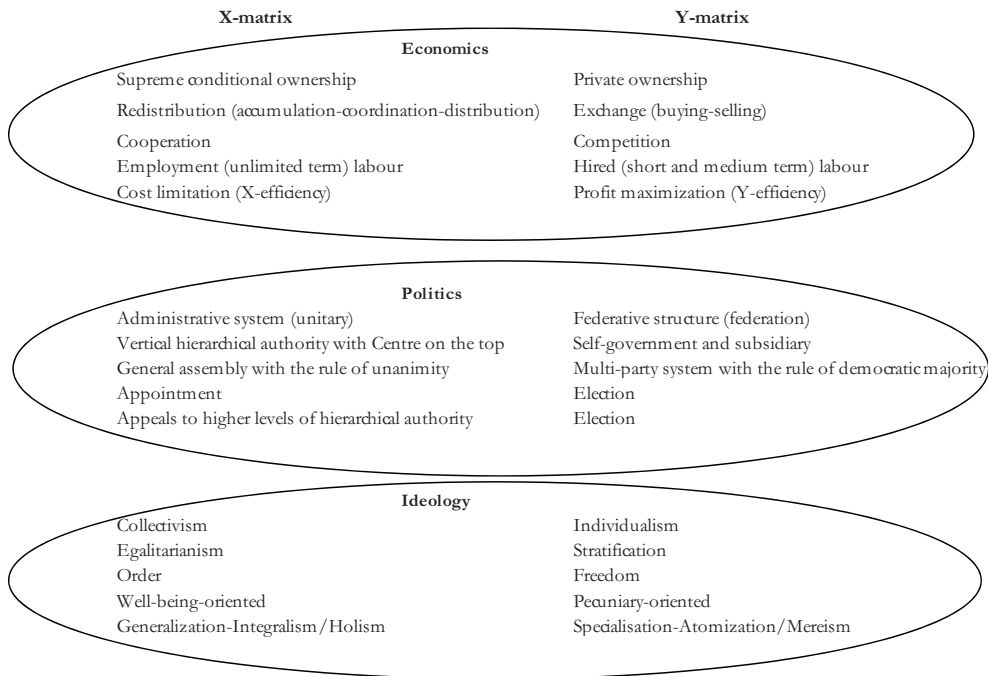 X-matrix Y-matrix
Economics
Supreme conditional ownership Private ownership
Redistribution (accumulation-coordination-distribution) Exchange (buying-selling)
Cooperation Competition
Employment (unlimited term) labour Hired (short and medium term) labour
Cost limitation (X-efficiency) Profit maximization (Y-efficiency)
Politics
Administrative system (unitary) Federative structure (federation)
Vertical hierarchical authority with Centre on the top Self-government and subsidiary
General assembly with the rule of unanimity Multi-party system with the rule of democratic majority
Appointment Election
Appeals to higher levels of hierarchical authority Election
Ideology
Collectivism Individualism
Egalitarianism Stratification
Order Freedom
Well-being-oriented Pecuniary-oriented
Generalization-Integralism/Holism Specialisation-Atomization/Mereism